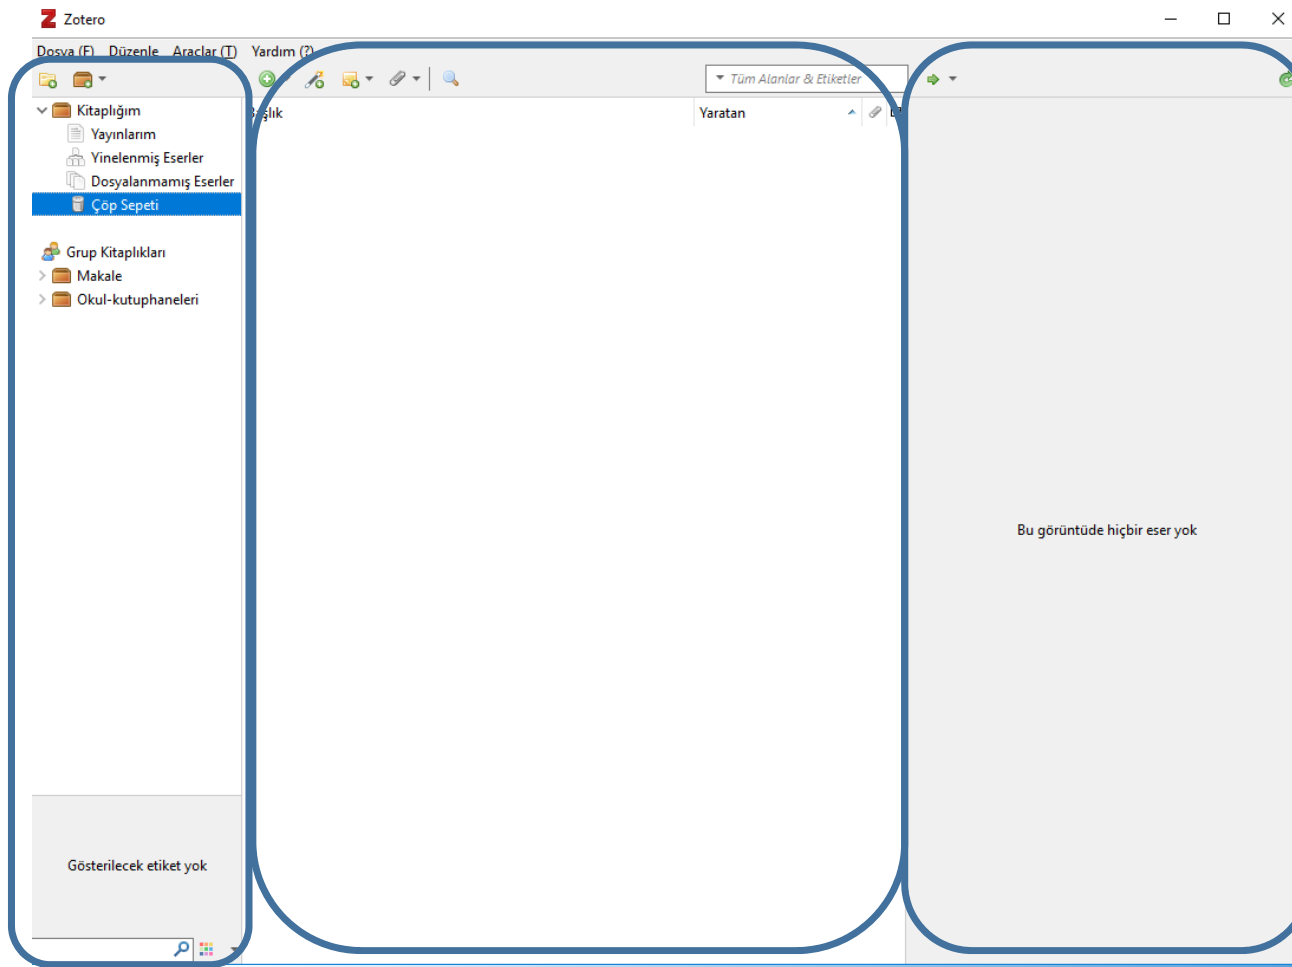 Zotero
Dosya (F) Düzenle Araçlar (T) Yardım (?)
Tüm Alanlar & Etiketler
Kitaplığım
Yayınlarım
Yinelenmiş Eserler
Dosyalanmamış Eserler
Çöp Sepeti
Grup Kitaplıkları
Makale
Okul-kutuphaneleri
Başlık Yaratan
Bu görüntüde hiçbir eser yok
Gösterilecek etiket yok